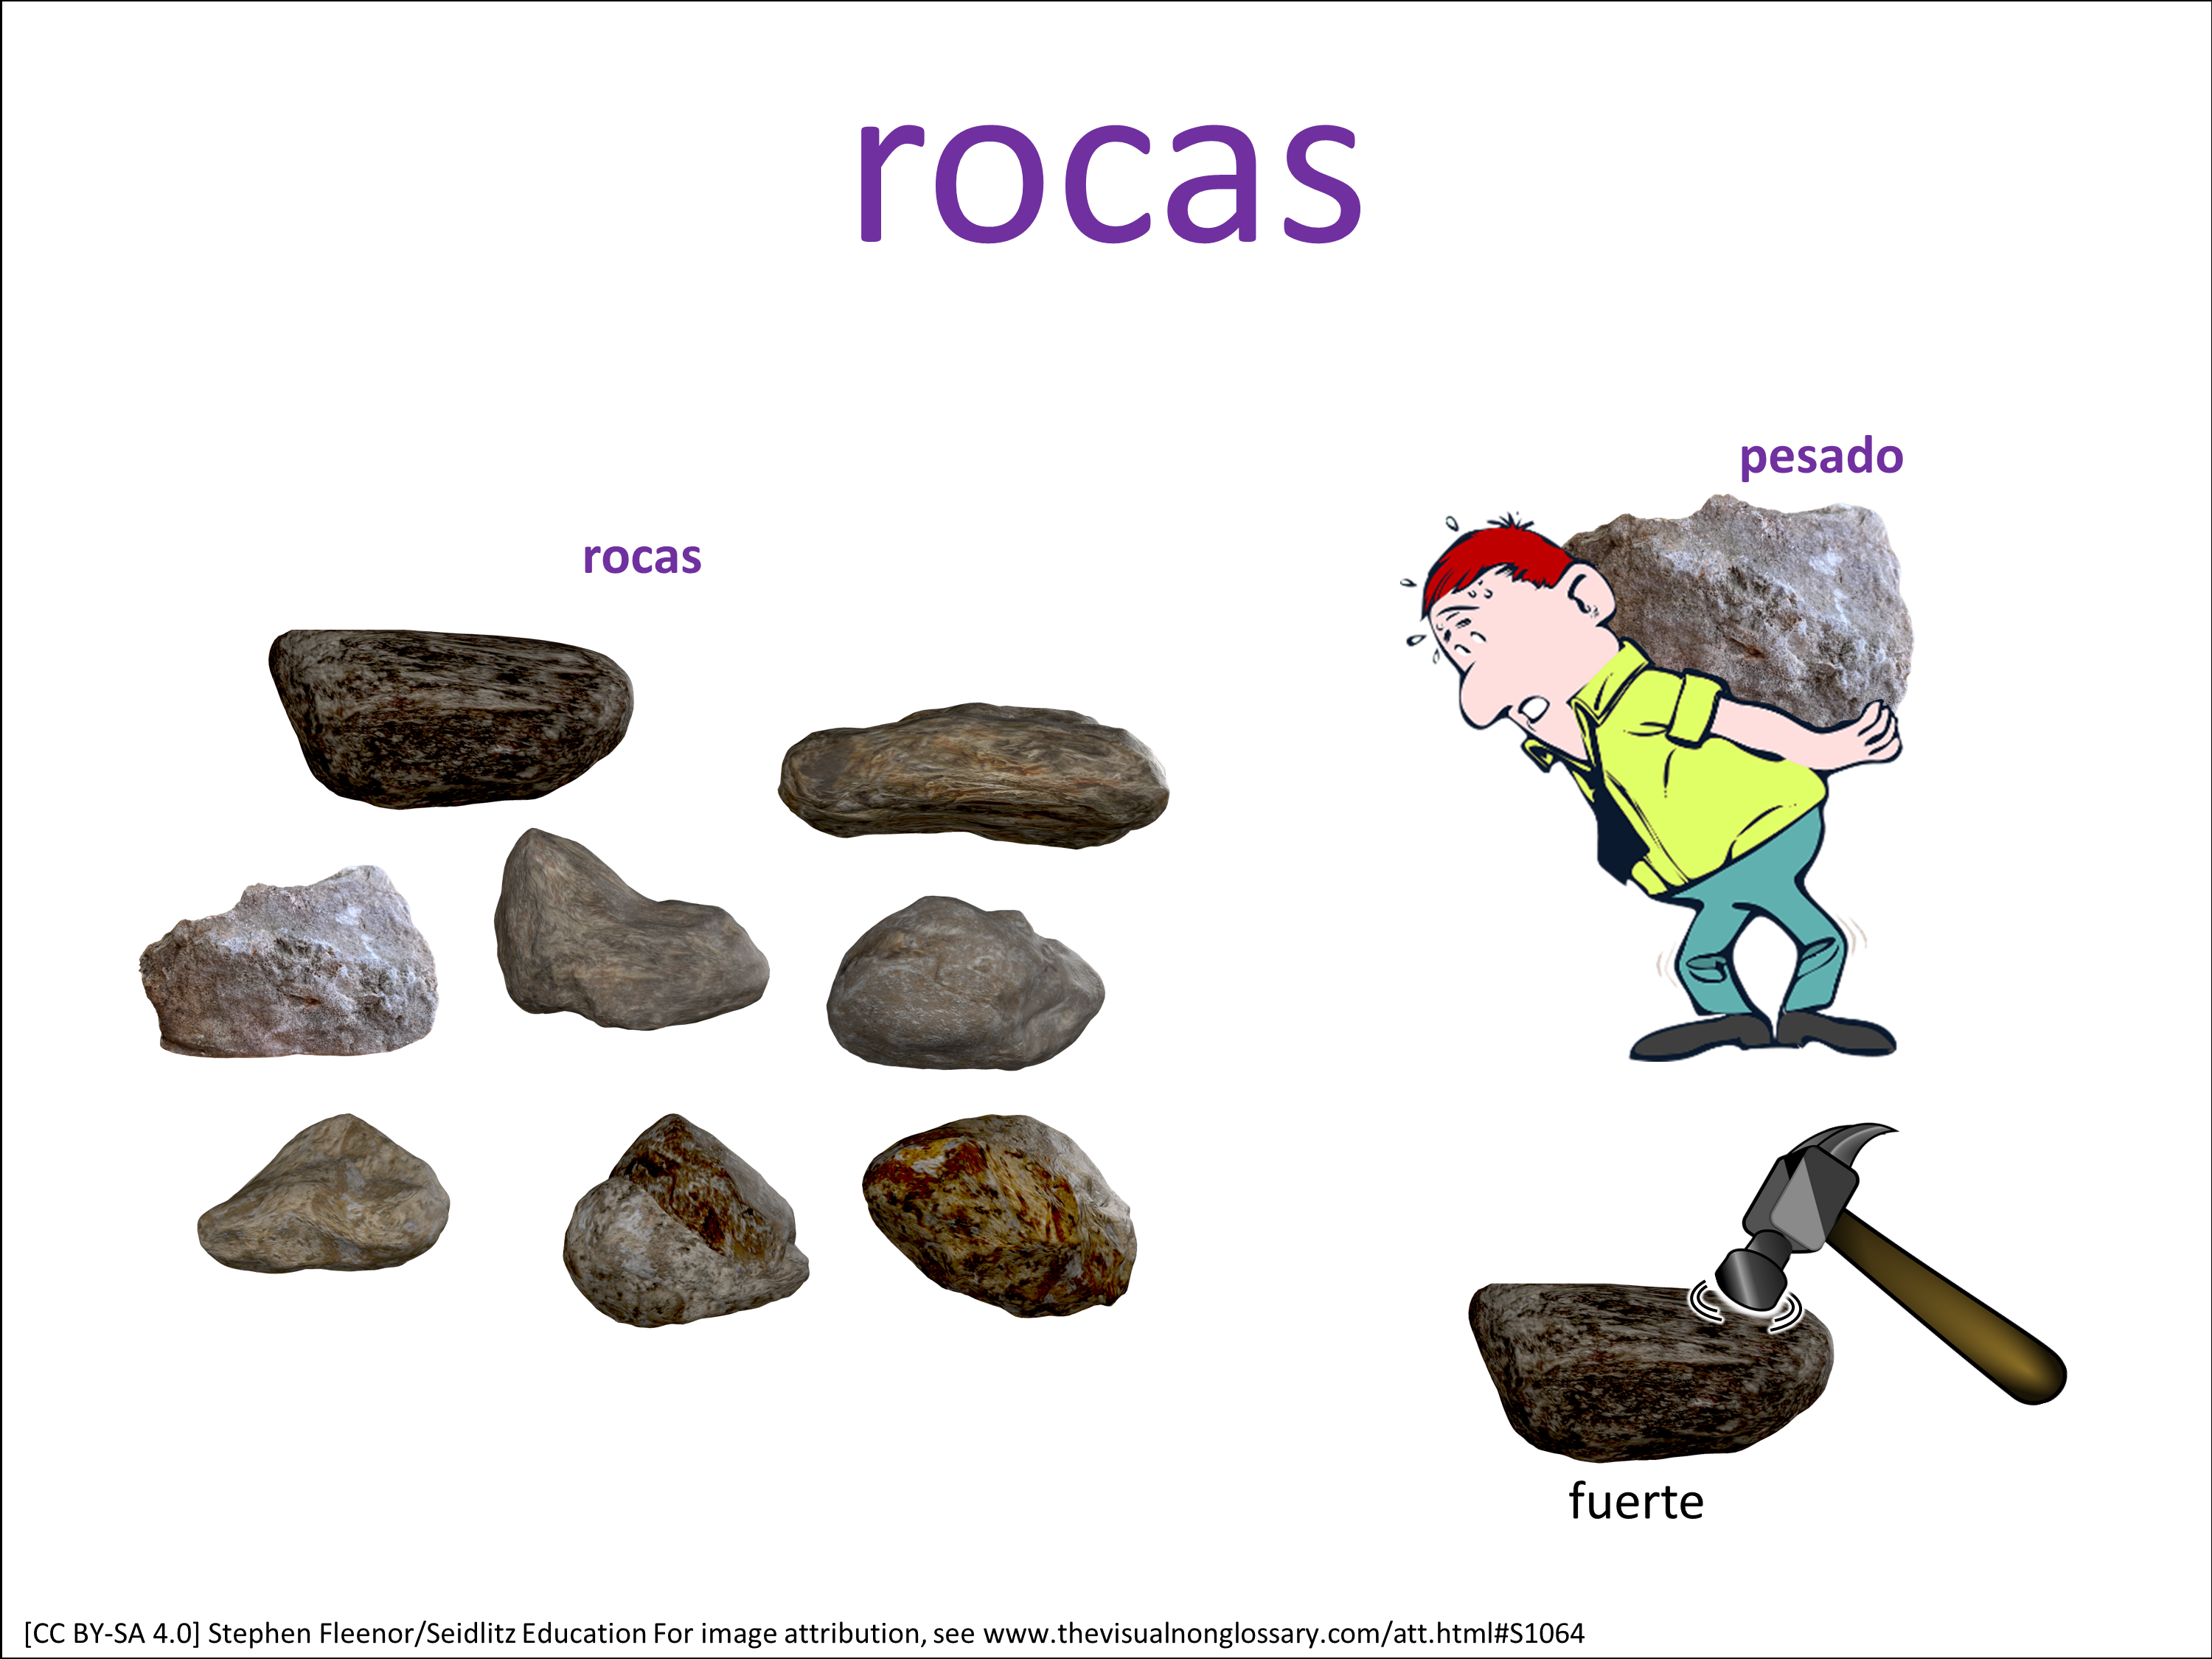 rocas
pesado
rocas
fuerte
[CC BY-SA 4.0] Stephen Fleenor/Seidlitz Education For image attribution, see www.thevisualnonglossary.com/att.html#S1064